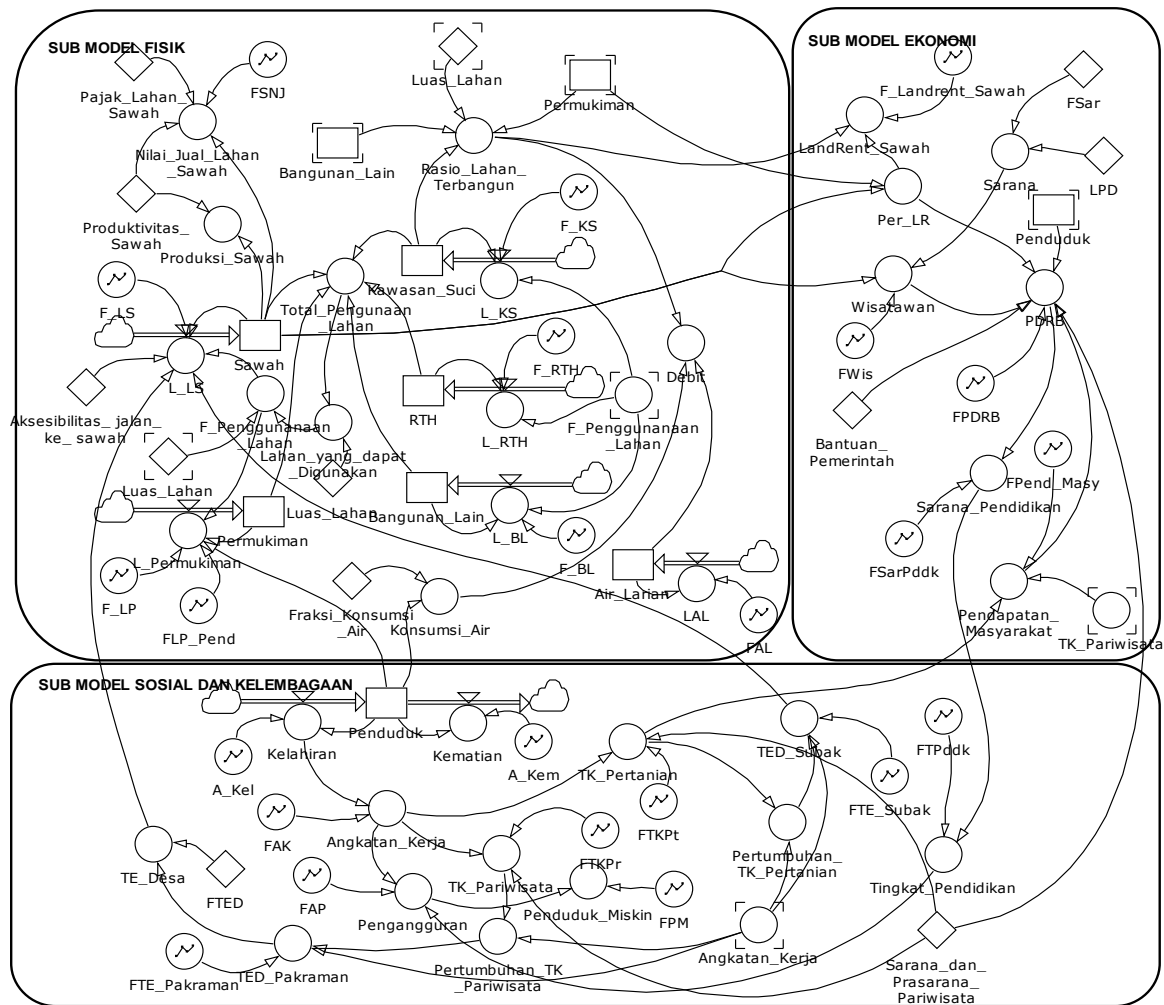 SUB MODEL FISIK
Pajak_Lahan_
Sawah
FSNJ
Nilai_Jual_Lahan
_Sawah
Produktivitas_
Sawah
Produksi_Sawah
Luas_Lahan
Permukiman
Bangunan_Lain
Rasio_Lahan_
Terbangun
F_KS
Kawasan_Suci
L_KS
Total_Pengunaan
_Lahan
F_LS
Sawah
L_LS
Aksesibilitas_ jalan_
ke_ sawah
F_Penggunanaan
_Lahan
Lahan_yang_dapat
_Digunakan
Luas_Lahan
Luas_Lahan
F_RTH
RTH
L_RTH
F_Penggunanaan_
Lahan
Debit
Bangunan_Lain
L_BL
F_BL
Permukiman
L_Permukiman
F_LP
FLP_Pend
Fraksi_Konsumsi
_Air
Konsumsi_Air
Air_Larian
LAL
FAL
SUB MODEL EKONOMI
F_Landrent_Sawah
LandRent_Sawah
FSar
Sarana
LPD
Per_LR
Penduduk
Wisatawan
PDRB
FWis
FPDRB
Bantuan_
Pemerintah
FPend_Masy
Sarana_Pendidikan
FSarPddk
Pendapatan_
Masyarakat
TK_Pariwisata
SUB MODEL SOSIAL DAN KELEMBAGAAN
Penduduk
Kelahiran
Kematian
A_Kel
A_Kem
TK_Pertanian
TED_Subak
FTPddk
FTE_Subak
FAK
Angkatan_Kerja
FTKPt
FTKPr
Pertumbuhan_
TK_Pertanian
TE_Desa
FTED
FAP
TK_Pariwisata
Penduduk_Miskin
FPM
Tingkat_Pendidikan
Pengangguran
Angkatan_Kerja
FTE_Pakraman
TED_Pakraman
Pertumbuhan_TK
_Pariwisata
Sarana_dan_
Prasarana_
Pariwisata